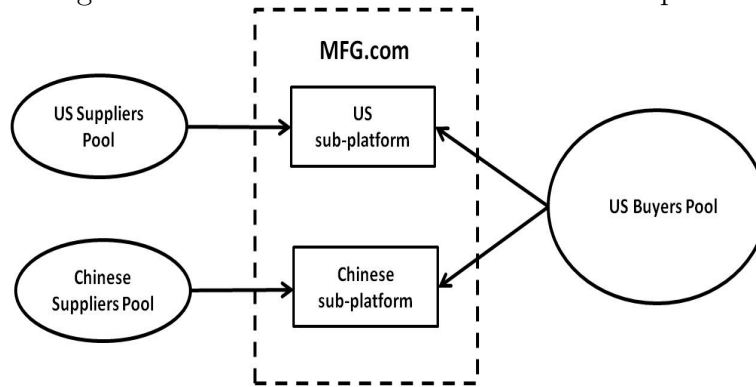 MFG.com
US Suppliers
Pool
US
sub-platform
US Buyers Pool
Chinese
Suppliers Pool
Chinese
sub-platform